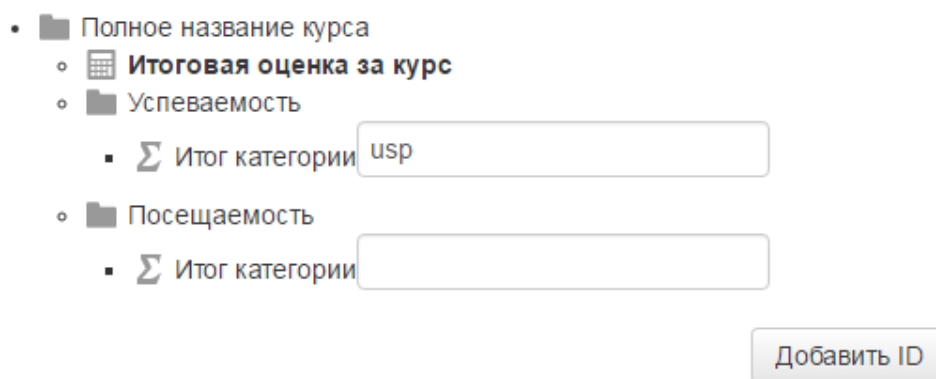 Полное название курса
Итоговая оценка за курс
Успеваемость
Σ Итог категории usp
Посещаемость
Σ Итог категории
Добавить ID